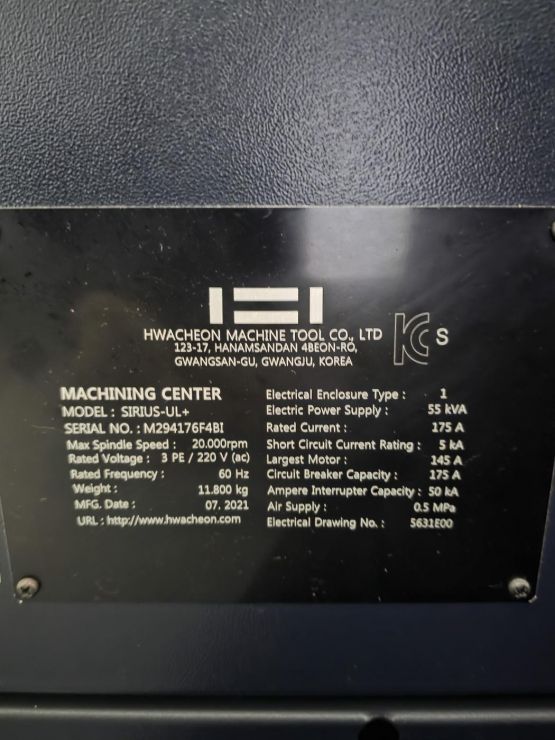 HWACHEON MACHINE TOOL CO., LTD
123-17, HANAMSANDAN 4BEON-RO,
GWANGSAN-GU, GWANGJU, KOREA
KC S
MACHINING CENTER
MODEL : SIRIUS-UL+
SERIAL NO. : M294176F4BI
Max Spindle Speed : 20.000rpm
Rated Voltage : 3 PE / 220 V (ac)
Rated Frequency : 60 Hz
Weight : 11.800 kg
MFG. Date : 07. 2021
URL : http://www.hwacheon.com
Electrical Enclosure Type : 1
Electric Power Supply : 55 kVA
Rated Current : 175 A
Short Circuit Current Rating : 5 kA
Largest Motor : 145 A
Circuit Breaker Capacity : 175 A
Ampere Interrupter Capacity : 50 kA
Air Supply : 0.5 MPa
Electrical Drawing No. : 5631E00